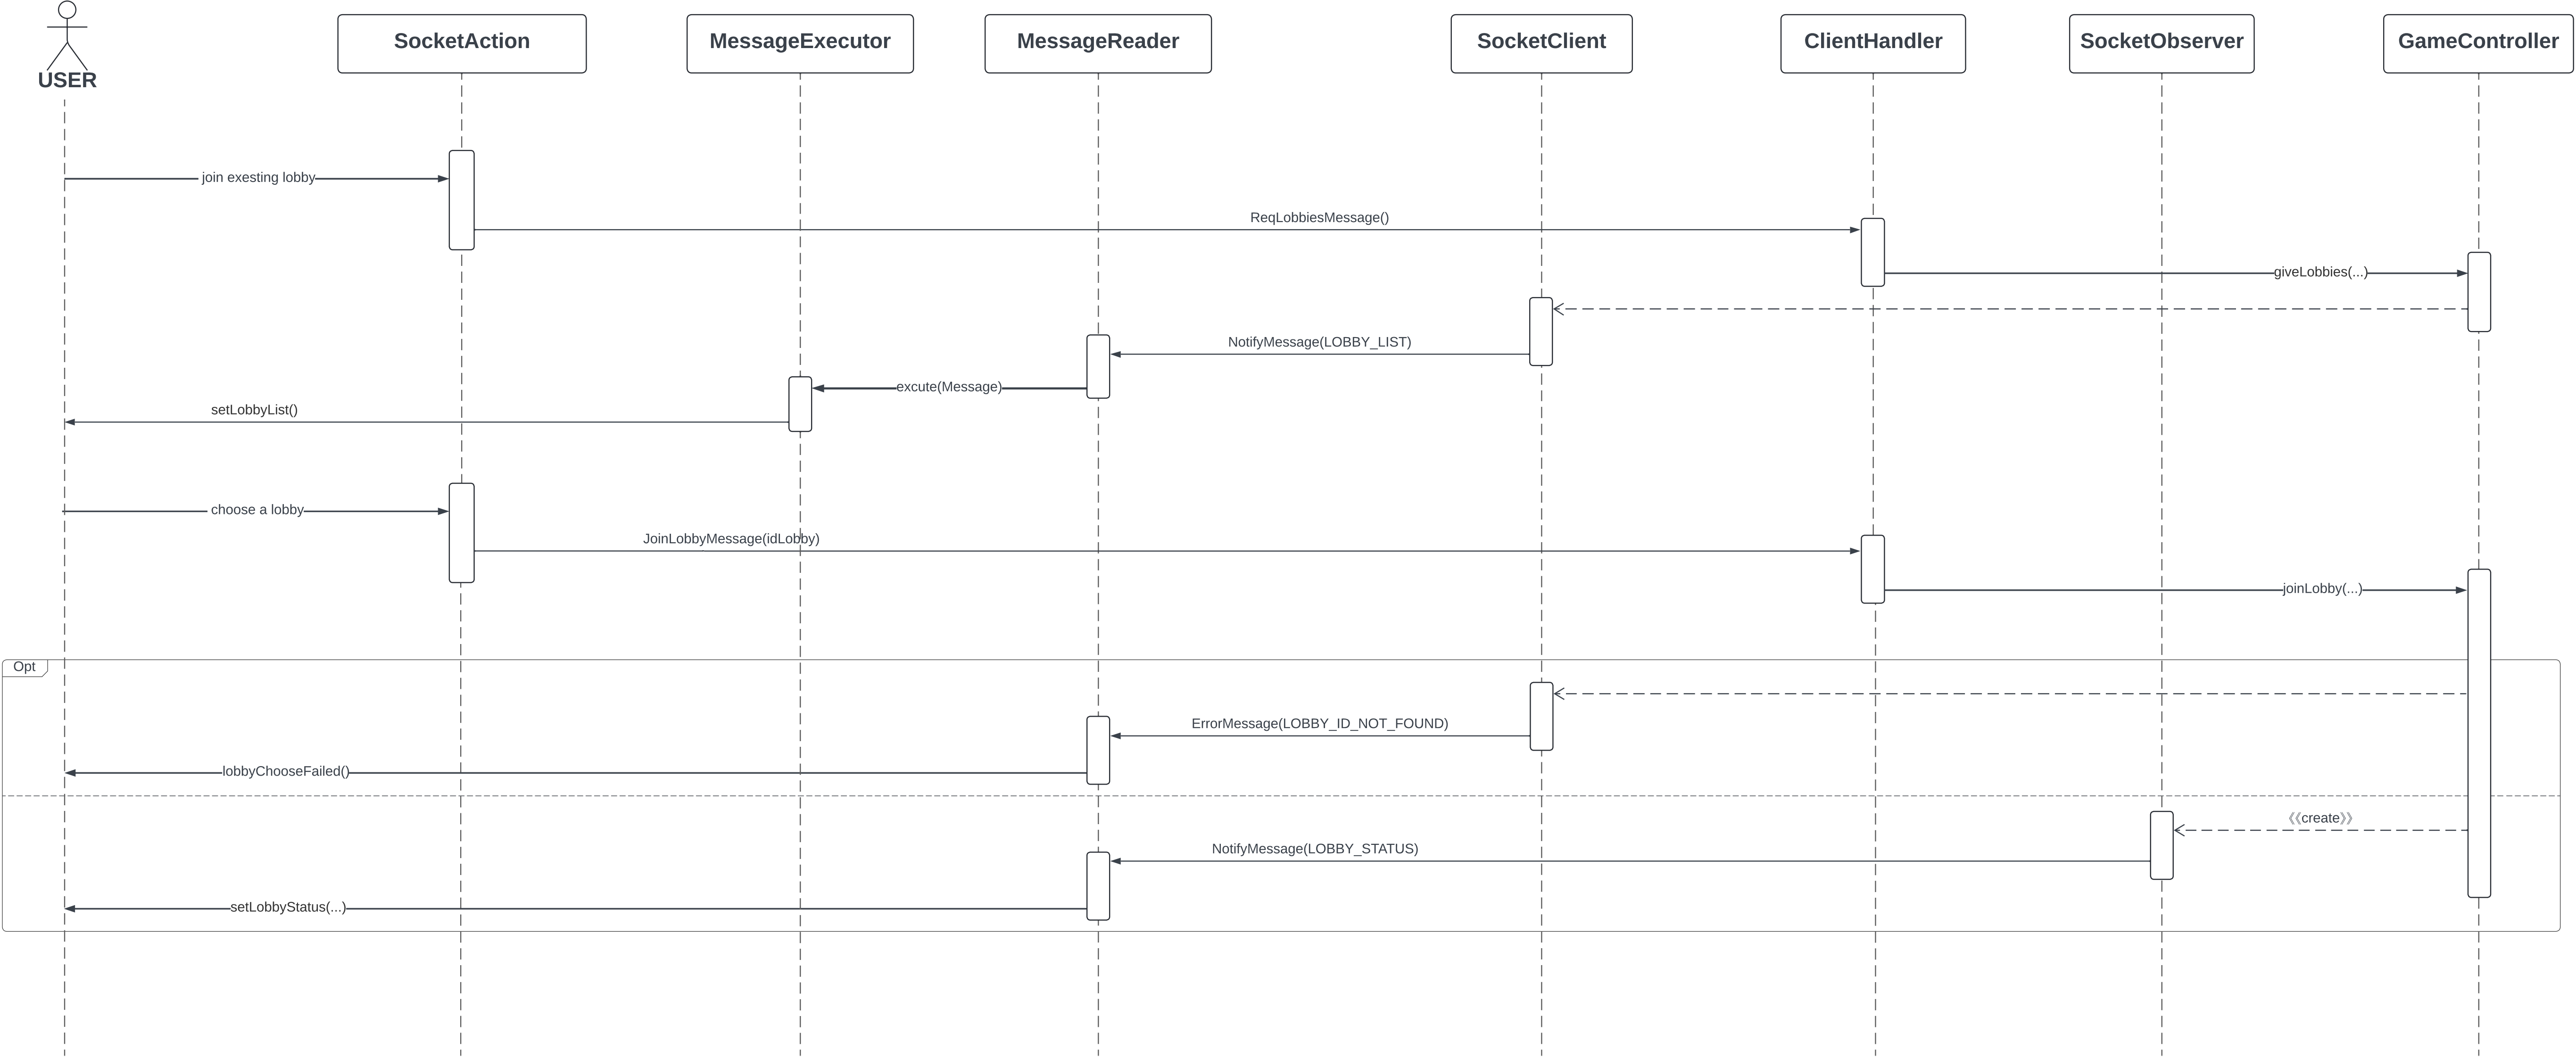 USER
SocketAction
MessageExecutor
MessageReader
SocketClient
ClientHandler
SocketObserver
GameController
join exesting lobby
ReqLobbiesMessage()
giveLobbies(...)
NotifyMessage(LOBBY_LIST)
excute(Message)
setLobbyList()
choose a lobby
JoinLobbyMessage(idLobby)
joinLobby(...)
Opt
ErrorMessage(LOBBY_ID_NOT_FOUND)
lobbyChooseFailed()
《《create》》
NotifyMessage(LOBBY_STATUS)
setLobbyStatus(...)